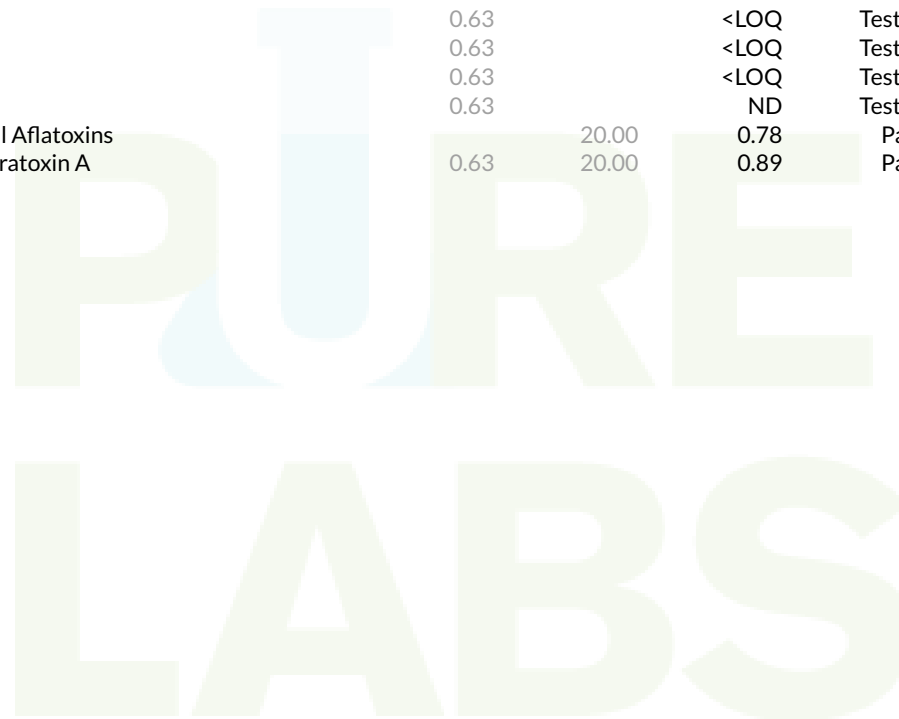 0.63 <LOQ Test
0.63 <LOQ Test
0.63 <LOQ Test
0.63 ND Test
l Aflatoxins 20.00 0.78 Pa
ratoxin A 0.63 20.00 0.89 Pa
PURE
LABS